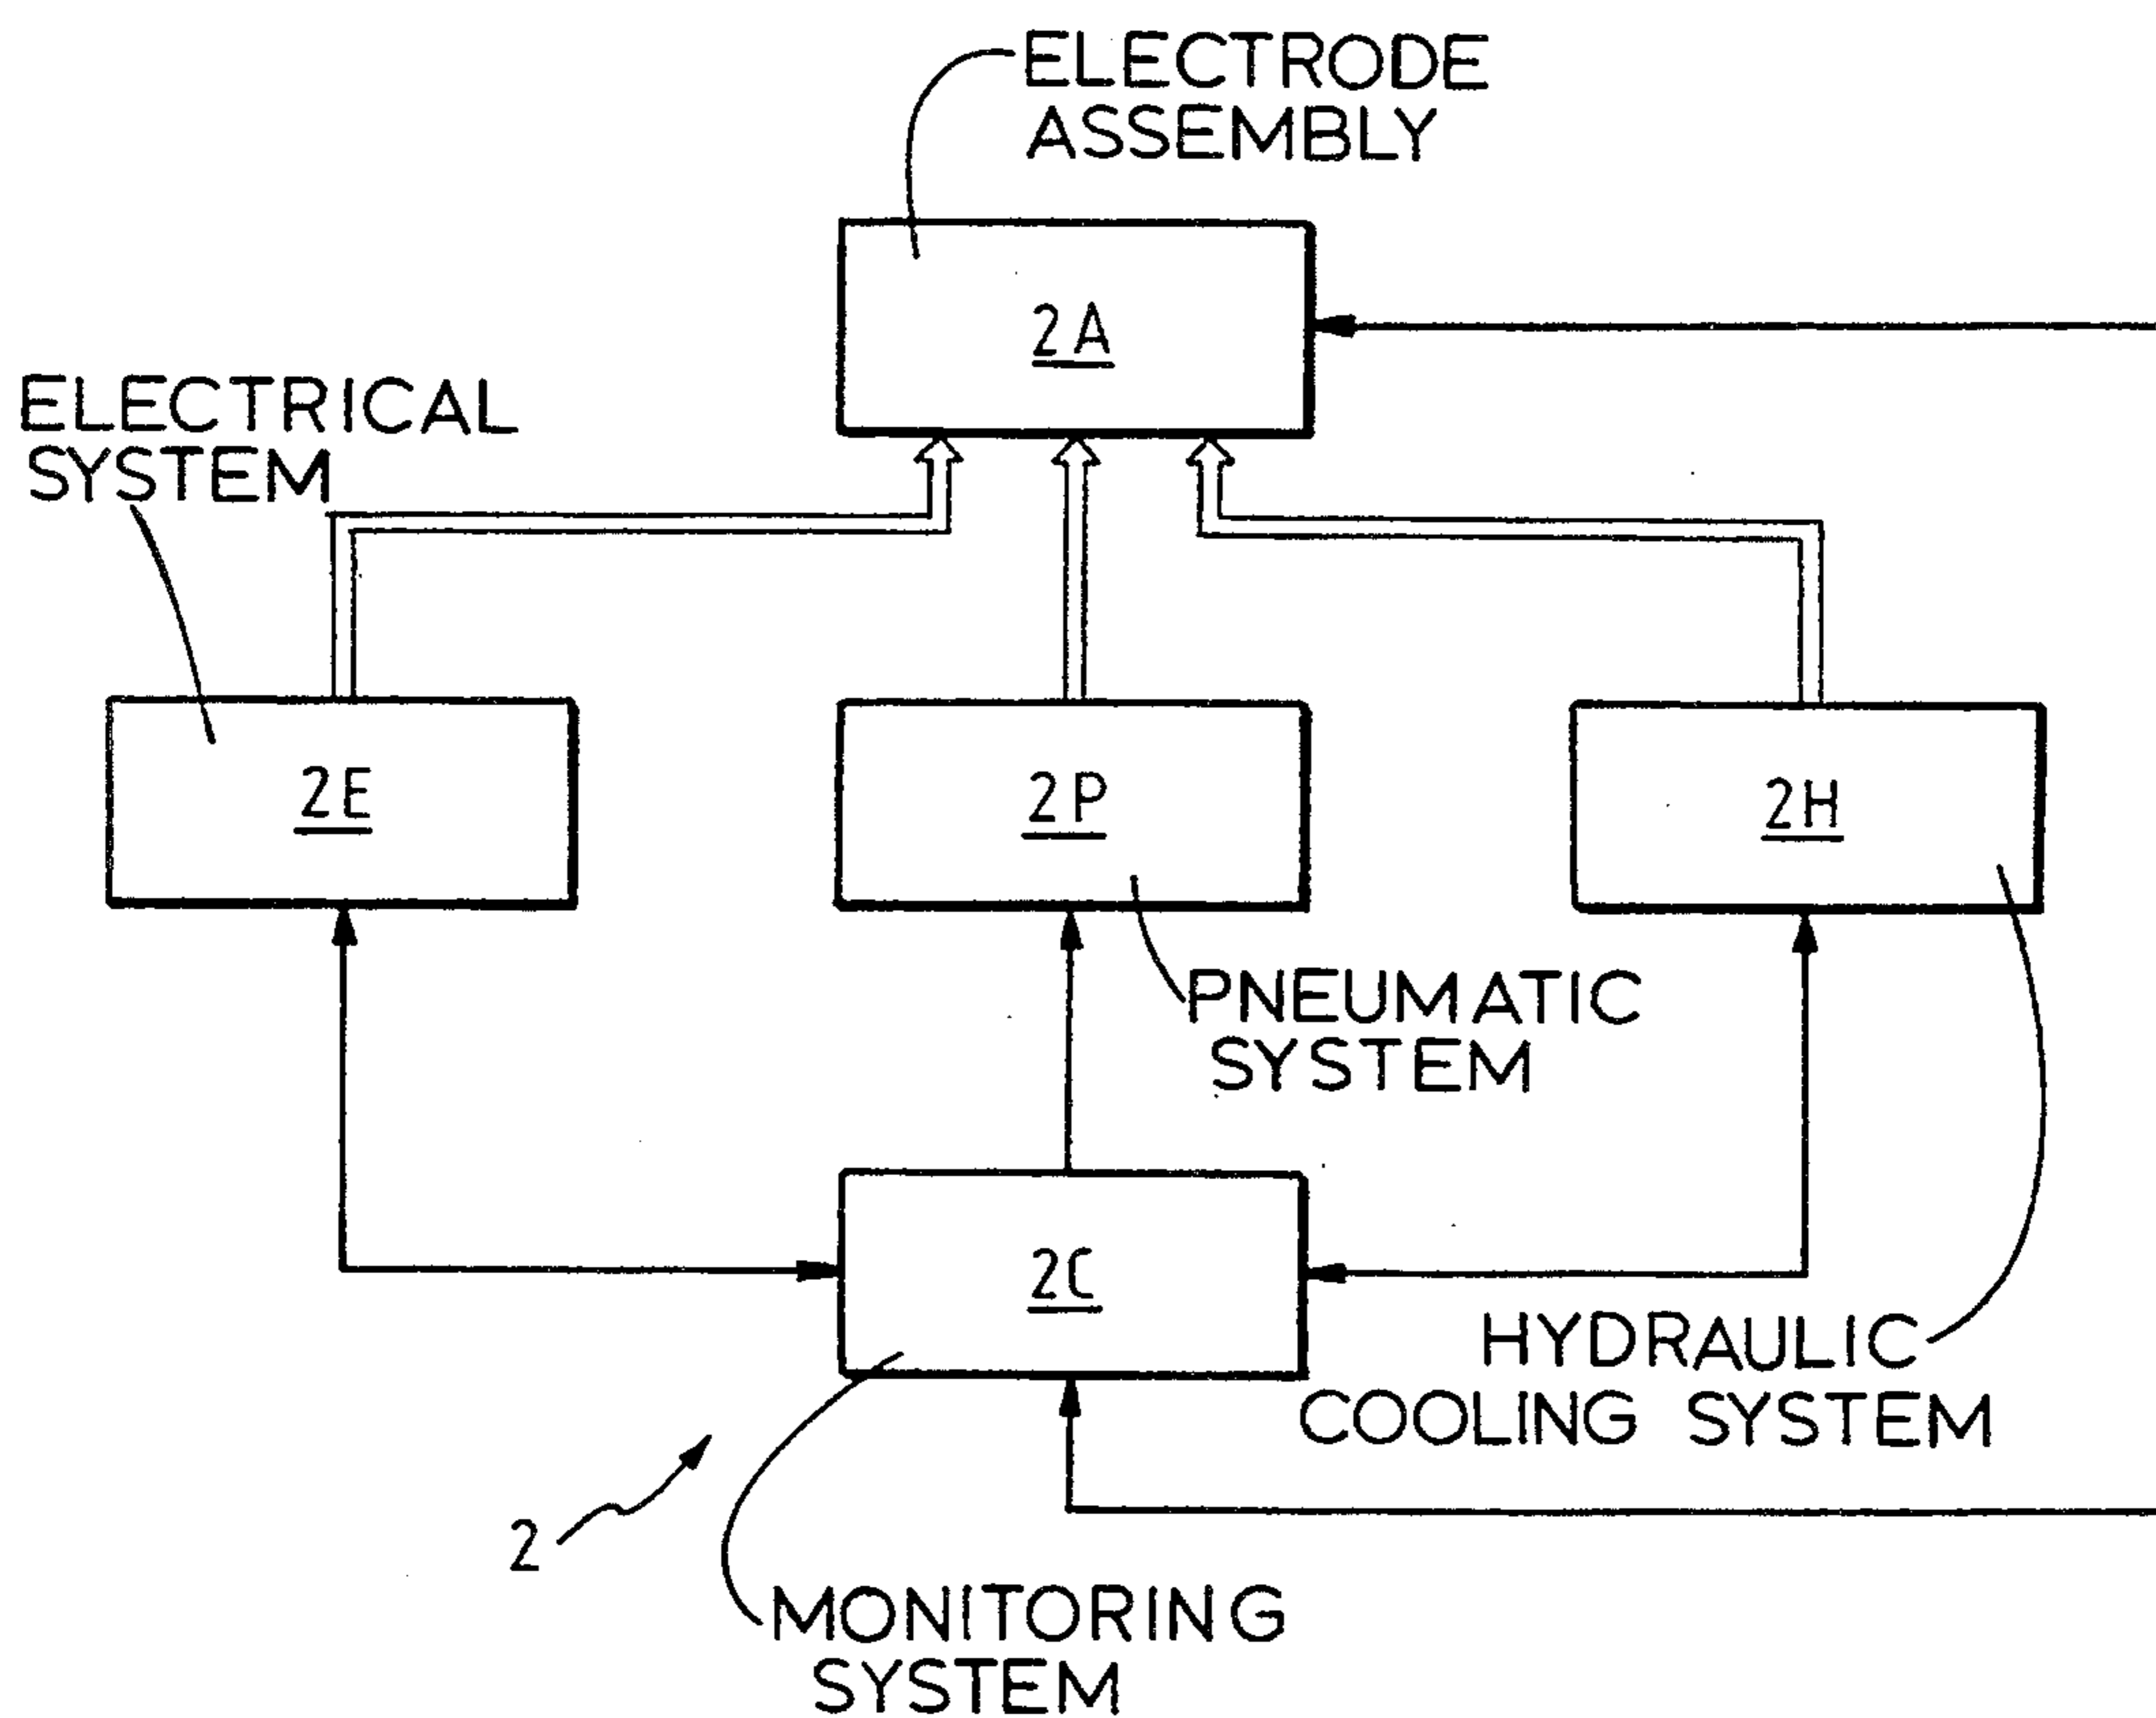 ELECTRODE
ASSEMBLY
2A
ELECTRICAL
SYSTEM
2E
2P
2H
PNEUMATIC
SYSTEM
2C
HYDRAULIC
COOLING SYSTEM
2
MONITORING
SYSTEM